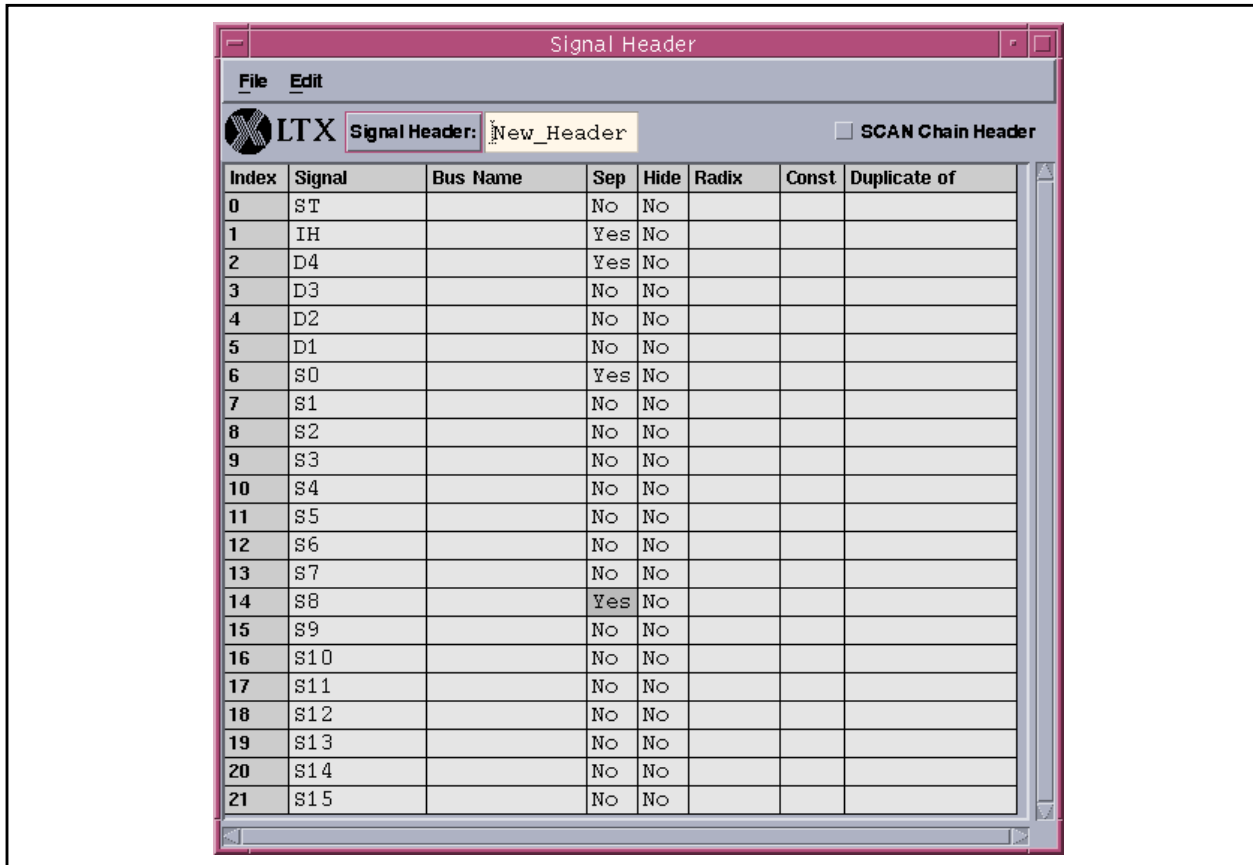 Signal Header
File Edit
LTX Signal Header: New_Header SCAN Chain Header
Index Signal Bus Name Sep Hide Radix Const Duplicate of
0 ST No No
1 IH Yes No
2 D4 Yes No
3 D3 No No
4 D2 No No
5 D1 No No
6 S0 Yes No
7 S1 No No
8 S2 No No
9 S3 No No
10 S4 No No
11 S5 No No
12 S6 No No
13 S7 No No
14 S8 Yes No
15 S9 No No
16 S10 No No
17 S11 No No
18 S12 No No
19 S13 No No
20 S14 No No
21 S15 No No